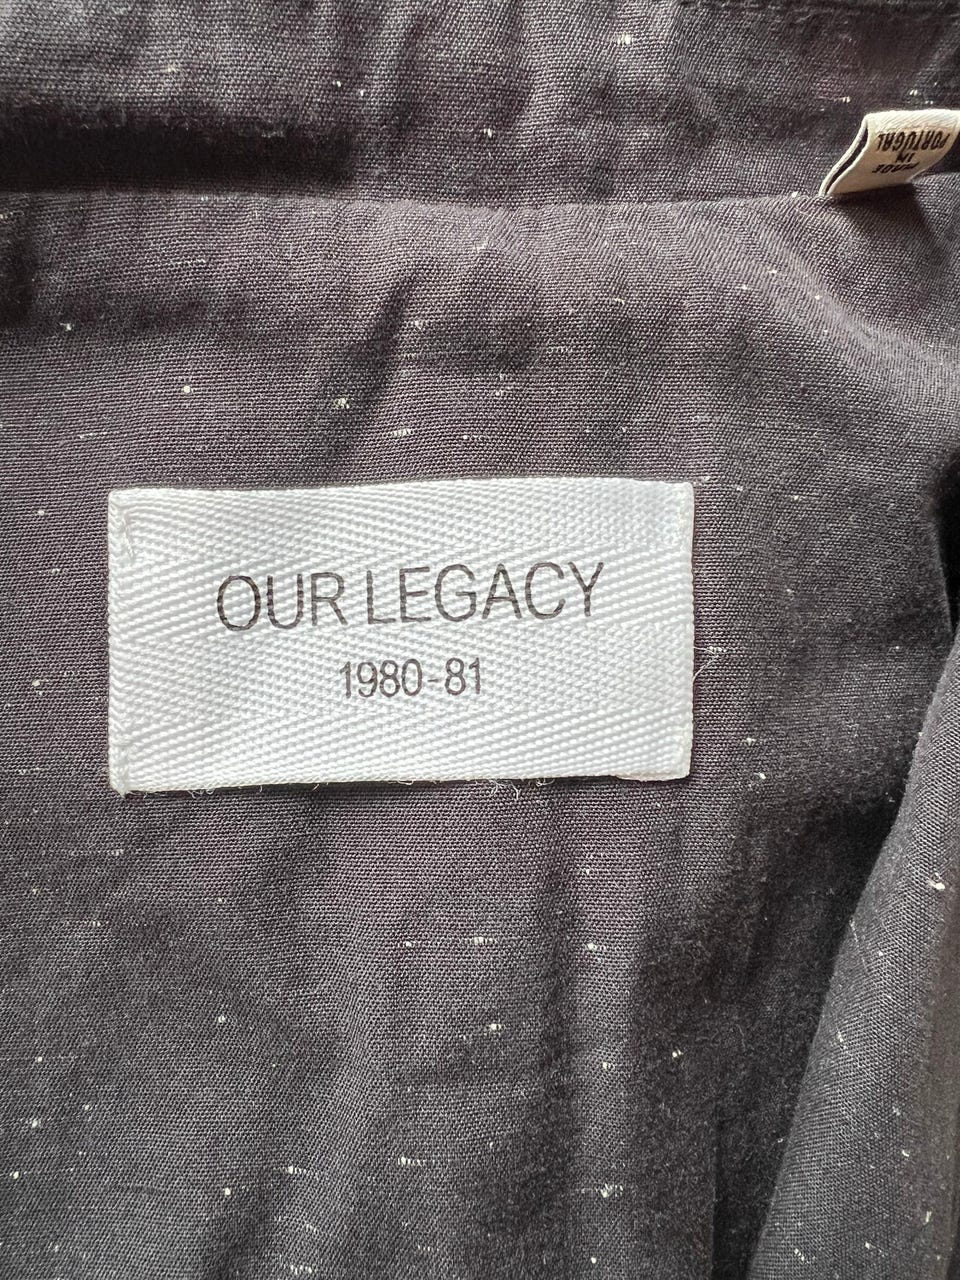 OUR LEGACY
1980-81
MADE
IN
PORTUGAL